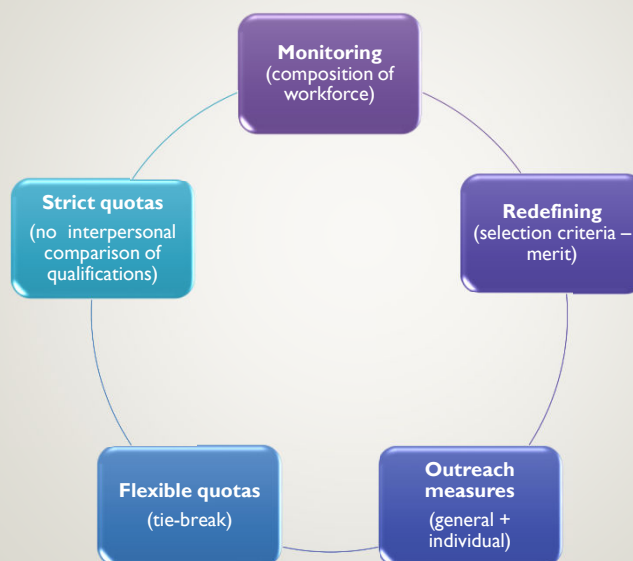 Monitoring
(composition of
workforce)
Redefining
(selection criteria –
merit)
Outreach
measures
(general +
individual)
Flexible quotas
(tie-break)
Strict quotas
(no interpersonal
comparison of
qualifications)